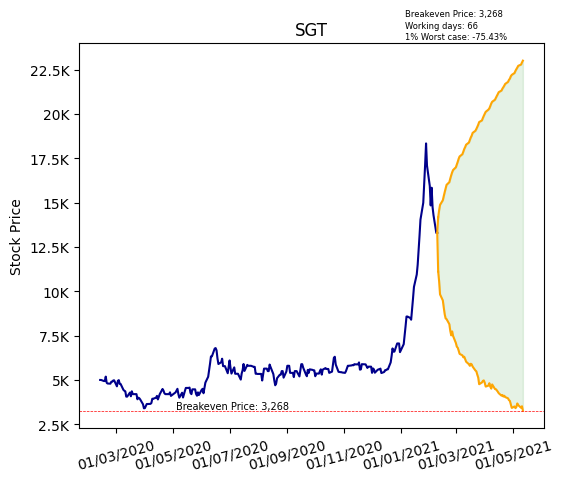 Breakeven Price: 3,268
Working days: 66
1% Worst case: -75.43%
SGT
Stock Price
22.5K
20K
17.5K
15K
12.5K
10K
7.5K
5K
2.5K
Breakeven Price: 3,268
01/03/2020
01/05/2020
01/07/2020
01/09/2020
01/11/2020
01/01/2021
01/03/2021
01/05/2021